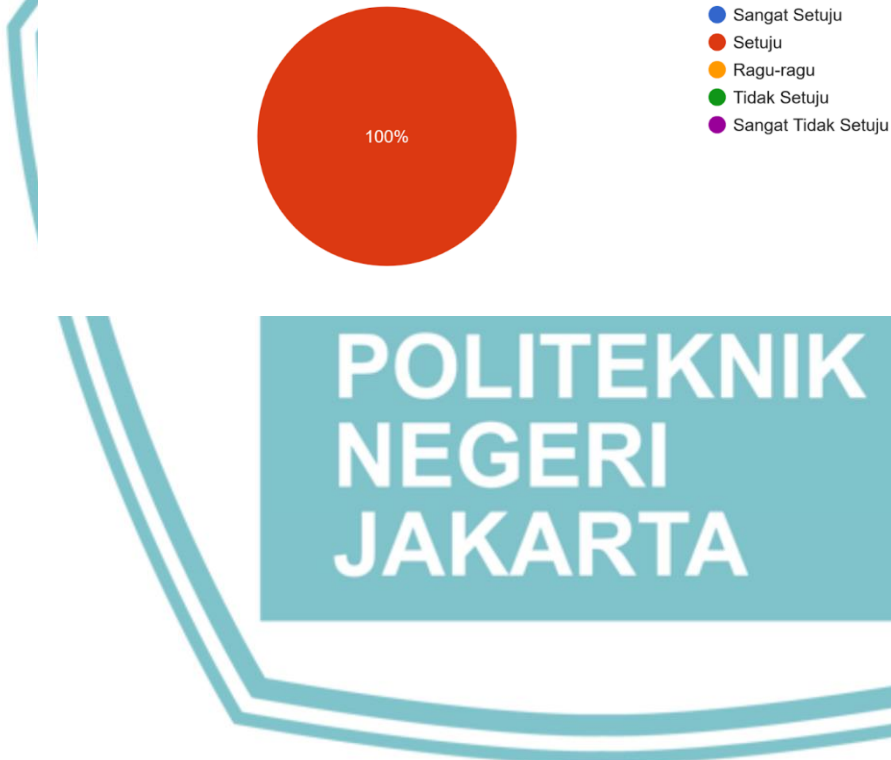 100%
Sangat Setuju
Setuju
Ragu-ragu
Tidak Setuju
Sangat Tidak Setuju
POLITEKNIK
NEGERI
JAKARTA